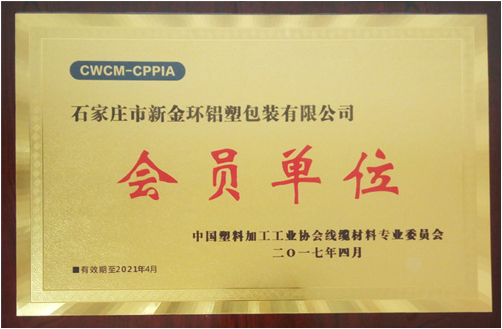 CWCM-CPPIA
石家庄市新金环铝塑包装有限公司
会员单位
中国塑料加工工业协会线缆材料专业委员会
二〇一七年四月
■有效期至2021年4月